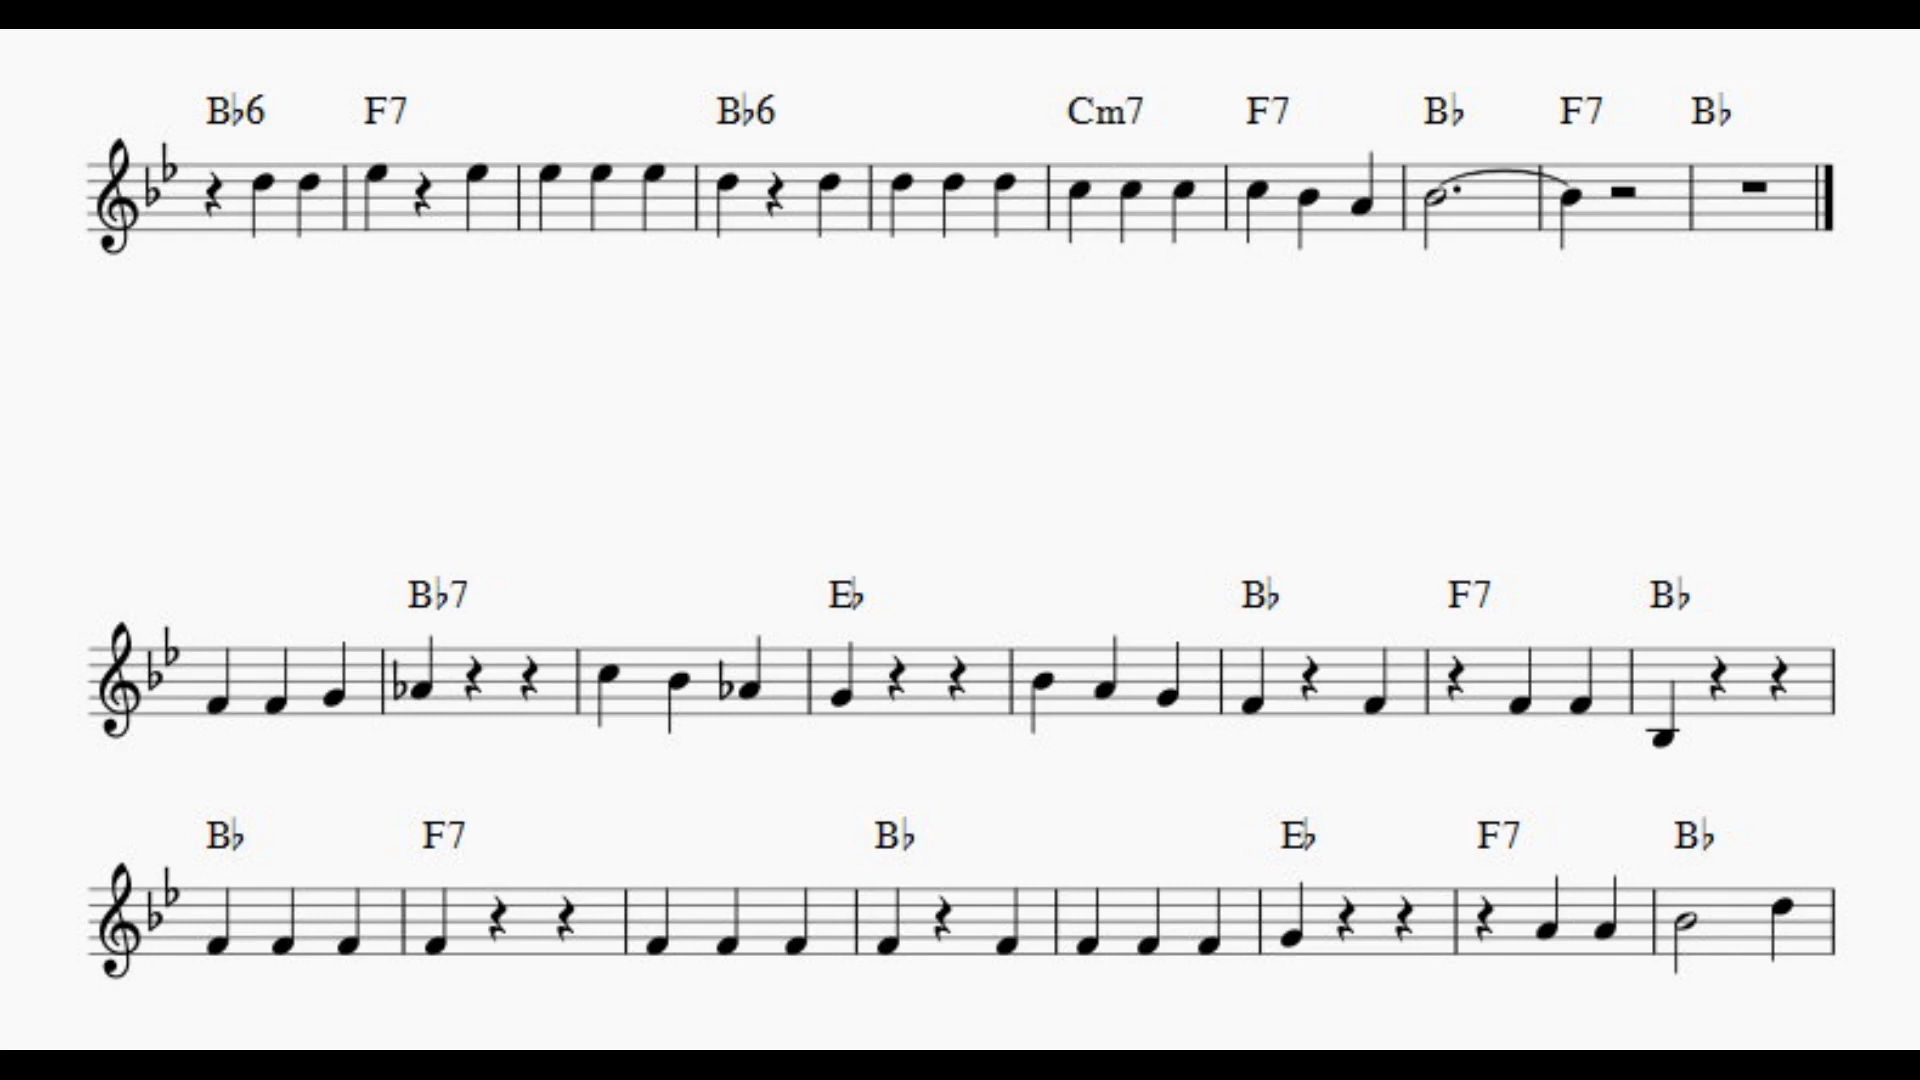 B♭6 F7 B♭6 Cm7 F7 B♭ F7 B♭
B♭7 E♭ B♭ F7 B♭
B♭ F7 B♭ E♭ F7 B♭